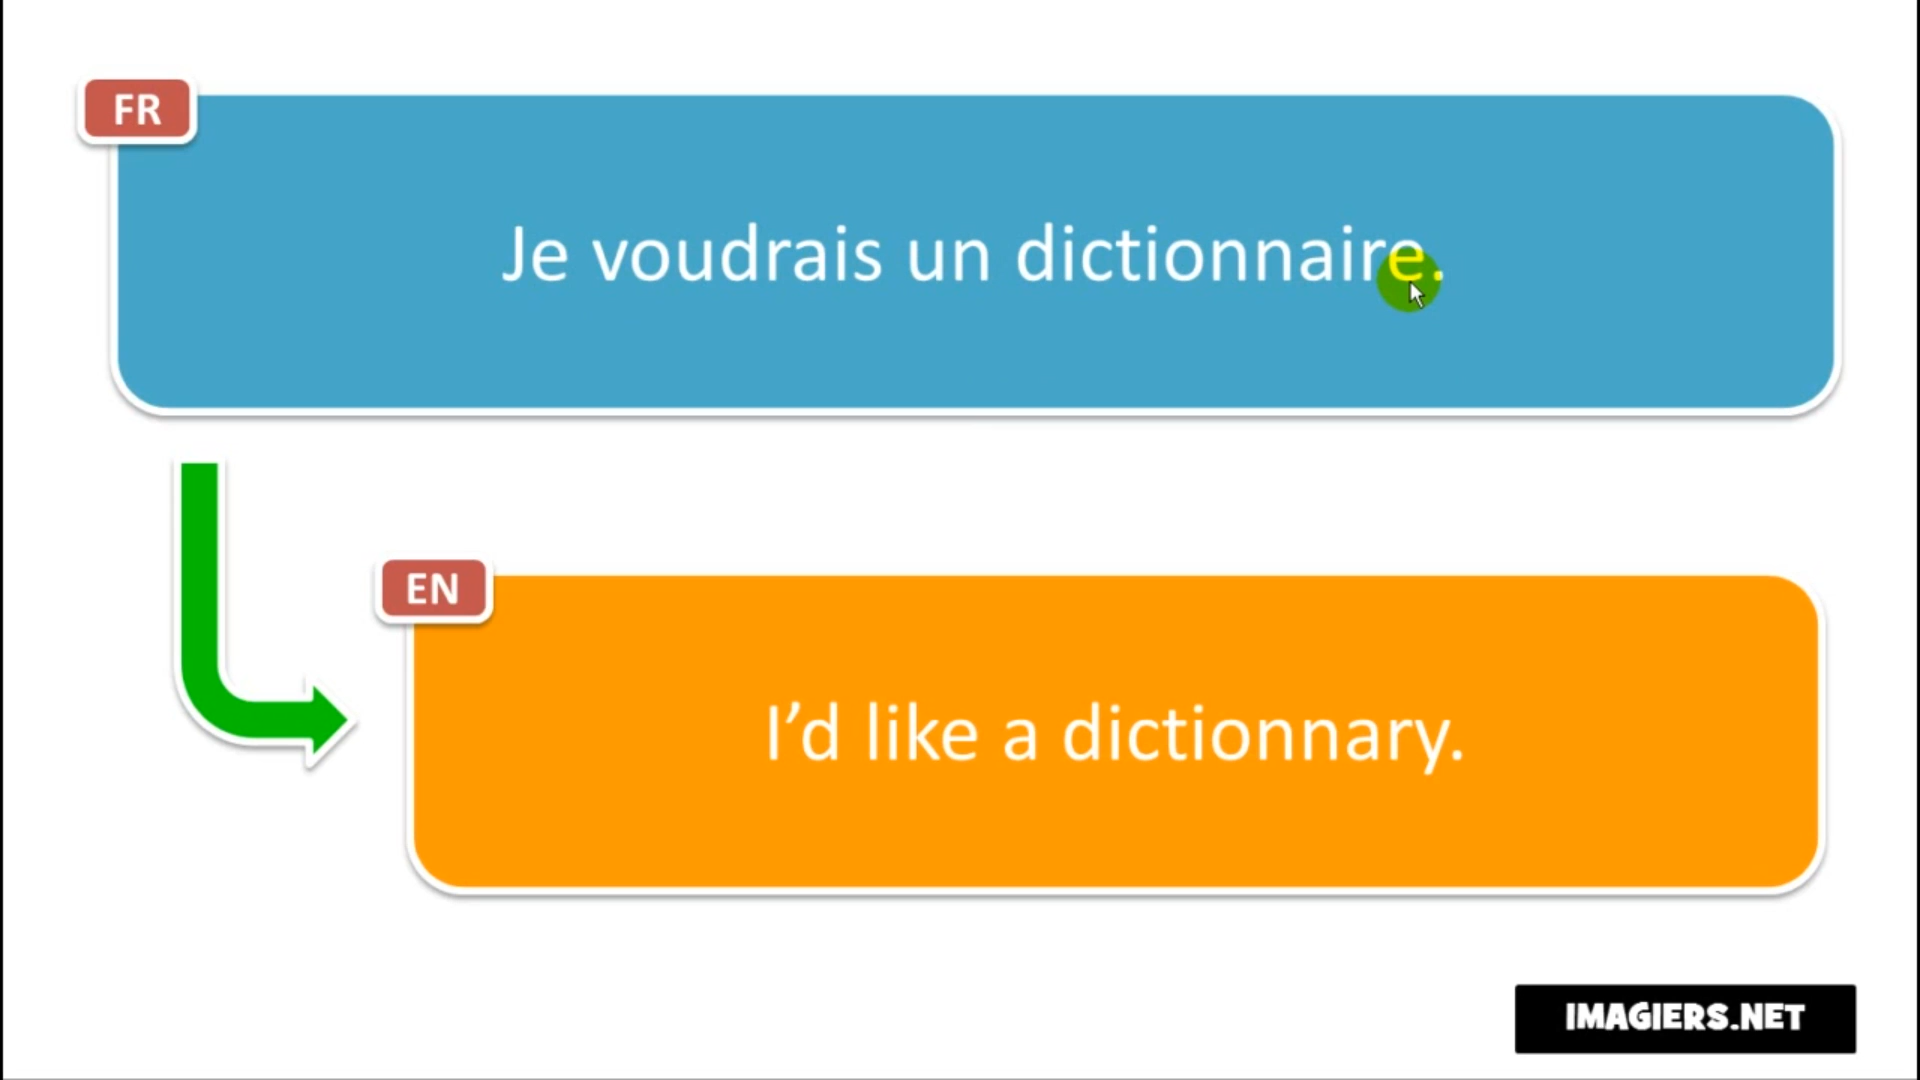 FR
Je voudrais un dictionnaire.
EN
I’d like a dictionnary.
IMAGIERS.NET